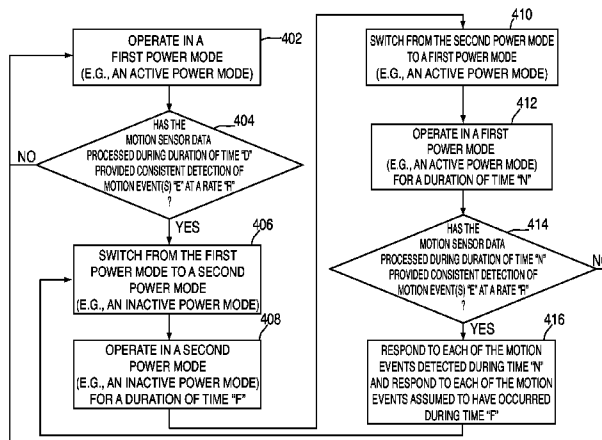 OPERATE IN A
FIRST POWER MODE
(E.G., AN ACTIVE POWER MODE)
402
HAS THE
MOTION SENSOR DATA
PROCESSED DURING DURATION OF TIME "D"
PROVIDED CONSISTENT DETECTION OF
MOTION EVENT(S) "E" AT A RATE "R"
?
404
NO
YES
SWITCH FROM THE FIRST
POWER MODE TO A SECOND
POWER MODE
(E.G., AN INACTIVE POWER MODE)
406
OPERATE IN A SECOND
POWER MODE
(E.G., AN INACTIVE POWER MODE)
FOR A DURATION OF TIME "F"
408
SWITCH FROM THE SECOND POWER MODE
TO A FIRST POWER MODE
(E.G., AN ACTIVE POWER MODE)
410
OPERATE IN A FIRST
POWER MODE
(E.G., AN ACTIVE POWER MODE)
FOR A DURATION OF TIME "N"
412
HAS THE
MOTION SENSOR DATA
PROCESSED DURING DURATION OF TIME "N"
PROVIDED CONSISTENT DETECTION OF
MOTION EVENT(S) "E" AT A RATE "R"
?
414
NO
YES
RESPOND TO EACH OF THE MOTION
EVENTS DETECTED DURING TIME "N"
AND RESPOND TO EACH OF THE MOTION
EVENTS ASSUMED TO HAVE OCCURRED
DURING TIME "F"
416